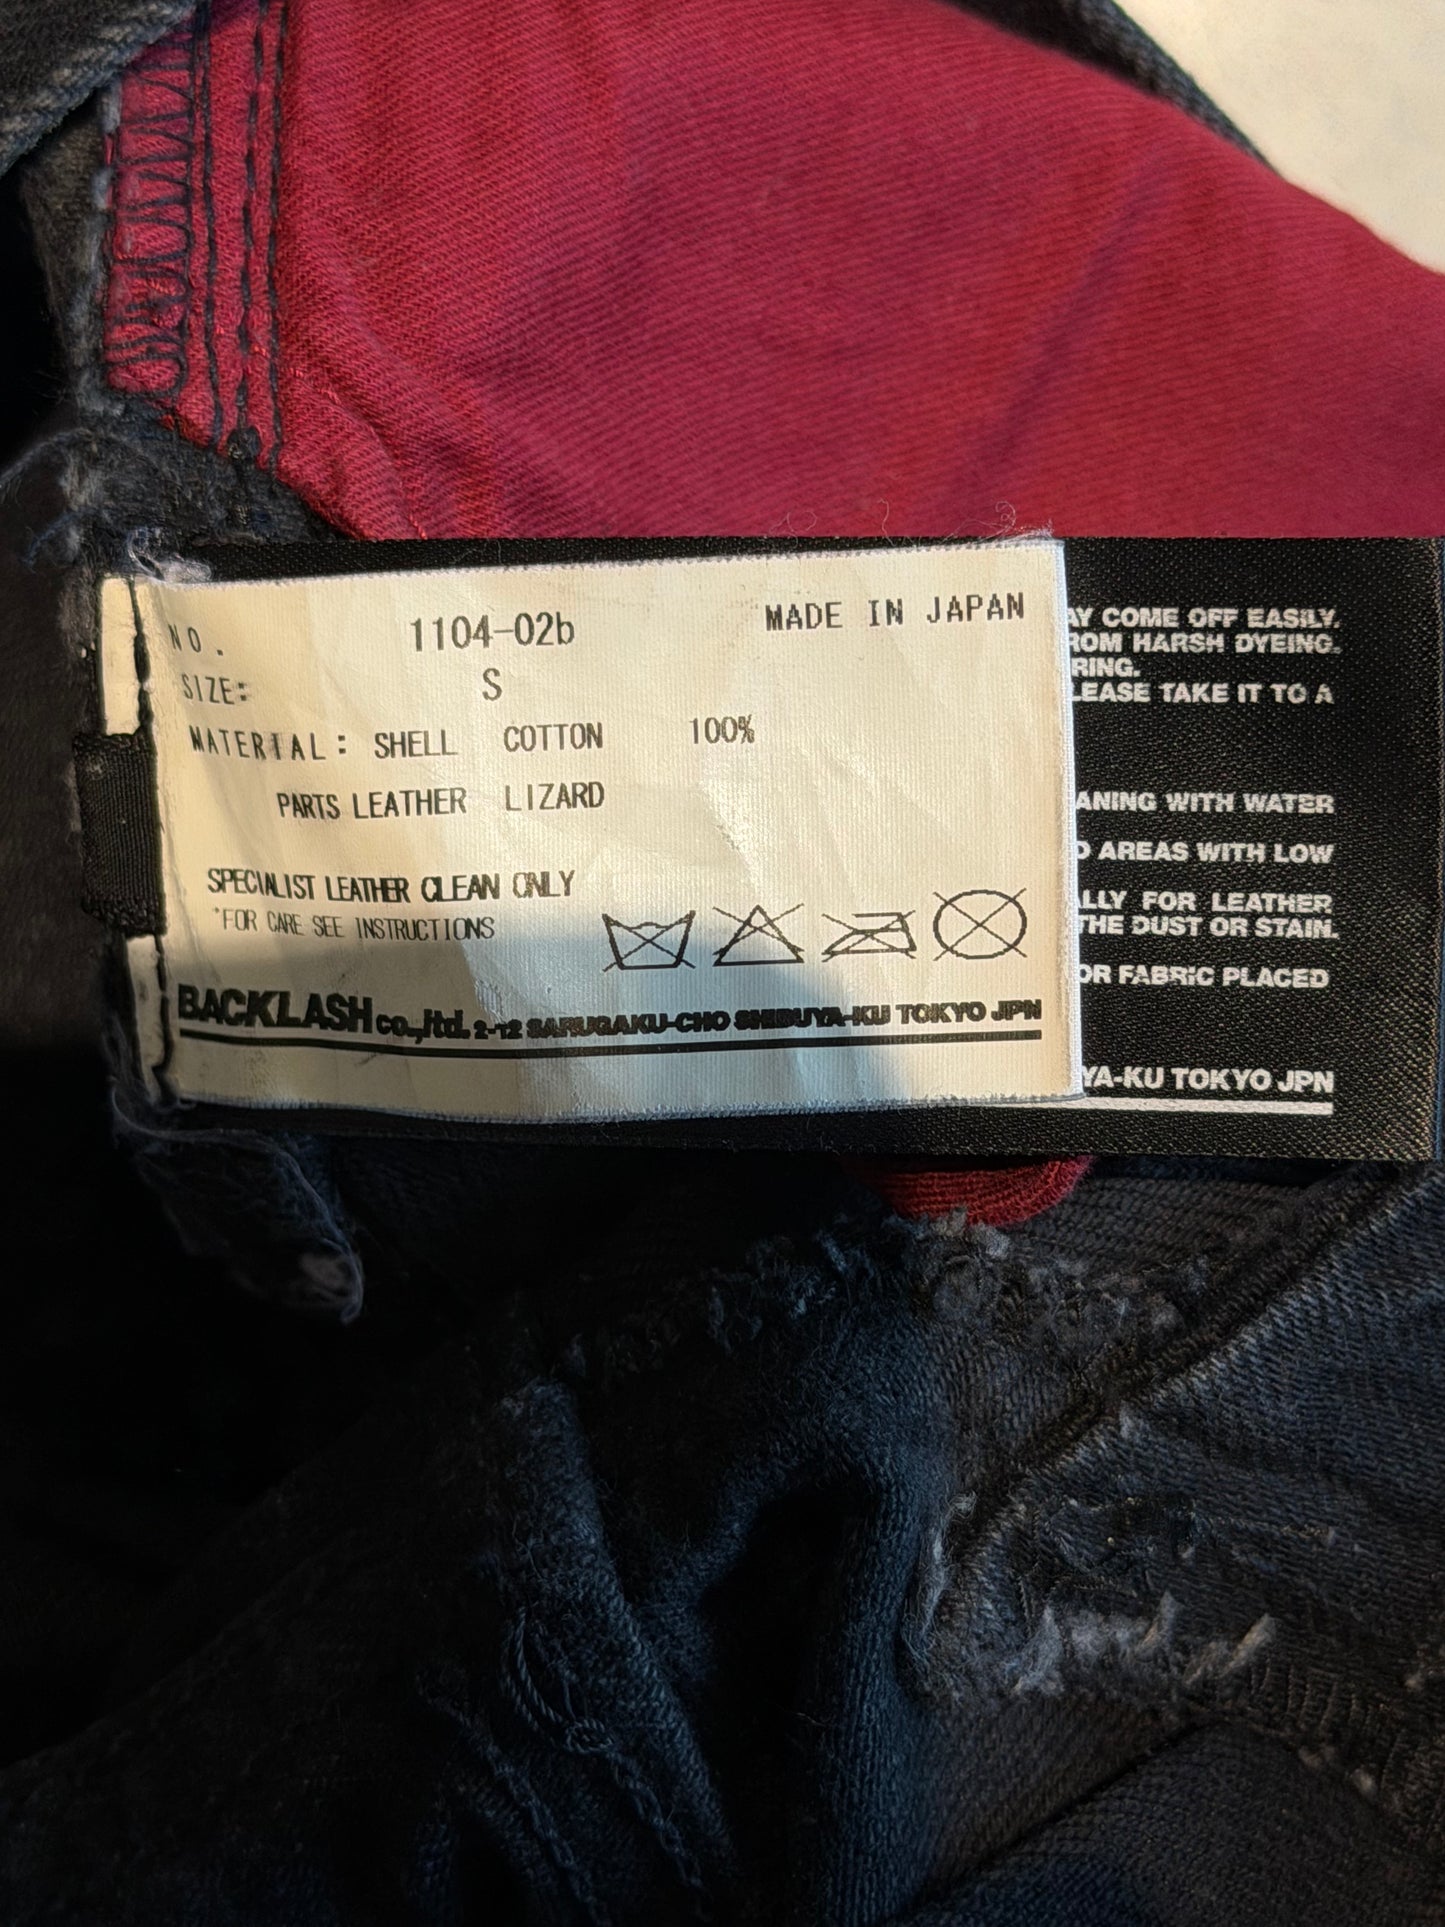 NO. 1104-02b MADE IN JAPAN
SIZE: S
MATERIAL: SHELL COTTON 100%
PARTS LEATHER LIZARD
SPECIALIST LEATHER CLEAN ONLY
*FOR CARE SEE INSTRUCTIONS
BACKLASH co.,ltd. 2-12 SARUGAKU-CHO SHIBUYA-KU TOKYO JPN
AY COME OFF EASILY.
ROM HARSH DYEING.
RING.
LEASE TAKE IT TO A
ANING WITH WATER
D AREAS WITH LOW
LLY FOR LEATHER
THE DUST OR STAIN.
OR FABRIC PLACED
YA-KU TOKYO JPN